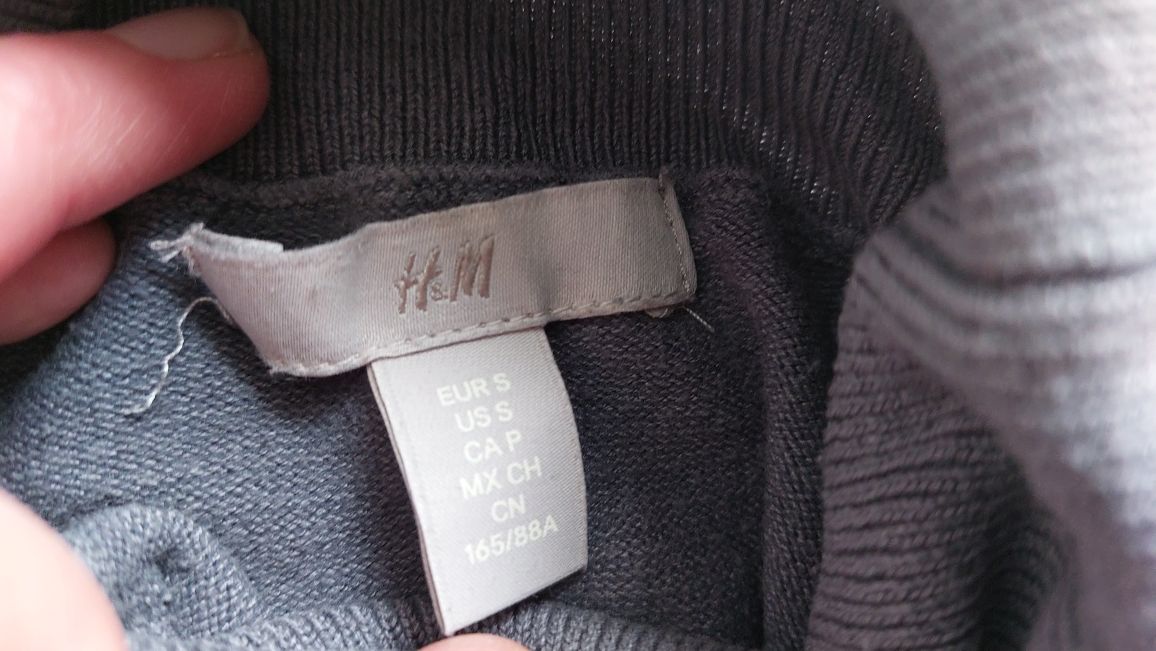 H&M
EUR S
US S
CA P
MX CH
CN
165/88A